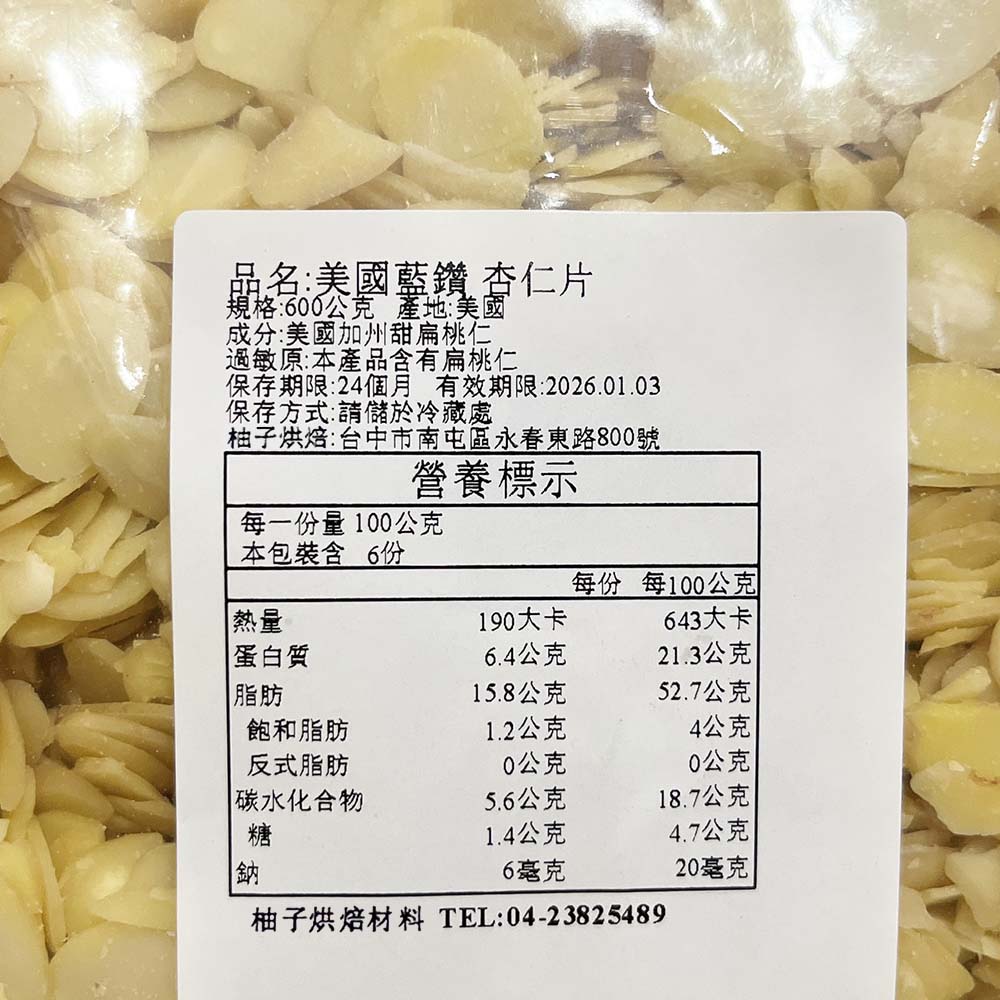 品名:美國藍鑽 杏仁片
規格:600公克 產地:美國
成分:美國加州甜扁桃仁
過敏原:本產品含有扁桃仁
保存期限:24個月 有效期限:2026.01.03
保存方式:請儲於冷藏處
柚子烘焙:台中市南屯區永春東路800號
營養標示
每一份量 100公克
本包裝含 6份
每份 每100公克
熱量 190大卡 643大卡
蛋白質 6.4公克 21.3公克
脂肪 15.8公克 52.7公克
飽和脂肪 1.2公克 4公克
反式脂肪 0公克 0公克
碳水化合物 5.6公克 18.7公克
糖 1.4公克 4.7公克
鈉 6毫克 20毫克
柚子烘焙材料 TEL:04-23825489